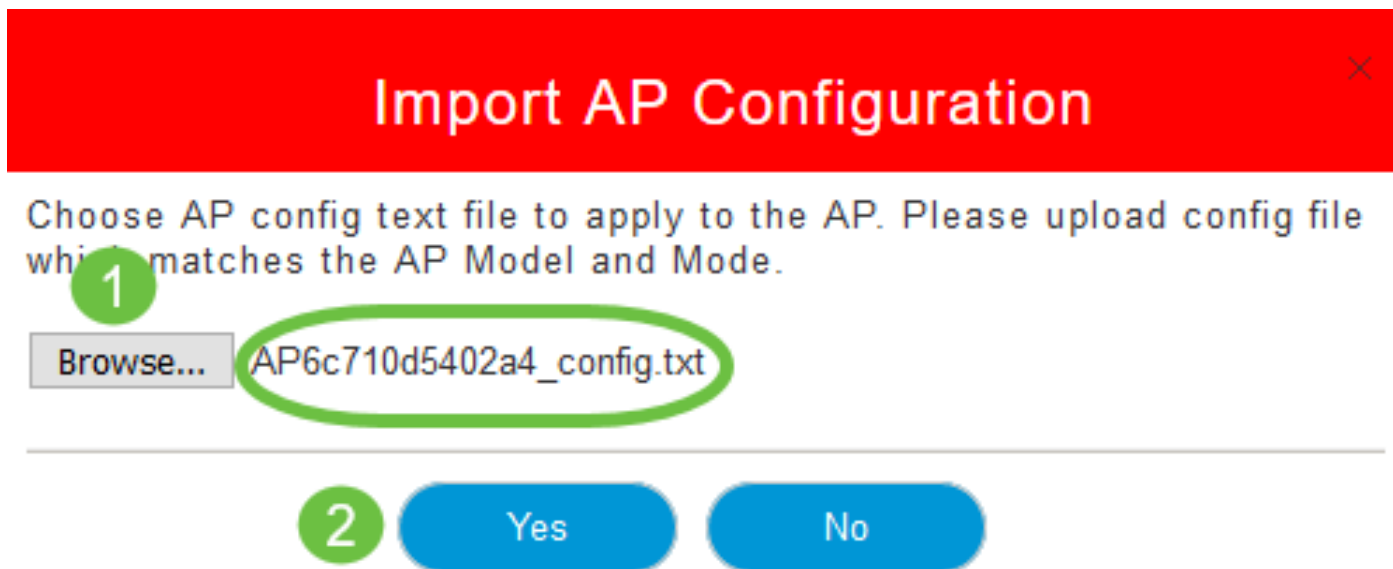 Import AP Configuration
Choose AP config text file to apply to the AP. Please upload config file
which matches the AP Model and Mode.
1
Browse... AP6c710d5402a4_config.txt
2 Yes No